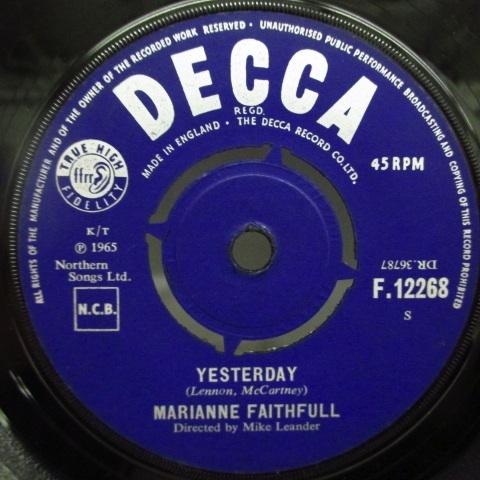 ALL RIGHTS OF THE MANUFACTURER AND OF THE OWNER OF THE RECORDED WORK RESERVED • UNAUTHORISED PUBLIC PERFORMANCE BROADCASTING AND COPYING OF THIS RECORD PROHIBITED
DECCA
REGD.
MADE IN ENGLAND • THE DECCA RECORD CO. LTD.
TRUE HIGH
ffrr
FIDELITY
45 RPM
K/T
℗ 1965
Northern
Songs Ltd.
N.C.B.
DR.36787
F.12268
S
YESTERDAY
(Lennon, McCartney)
MARIANNE FAITHFULL
Directed by Mike Leander